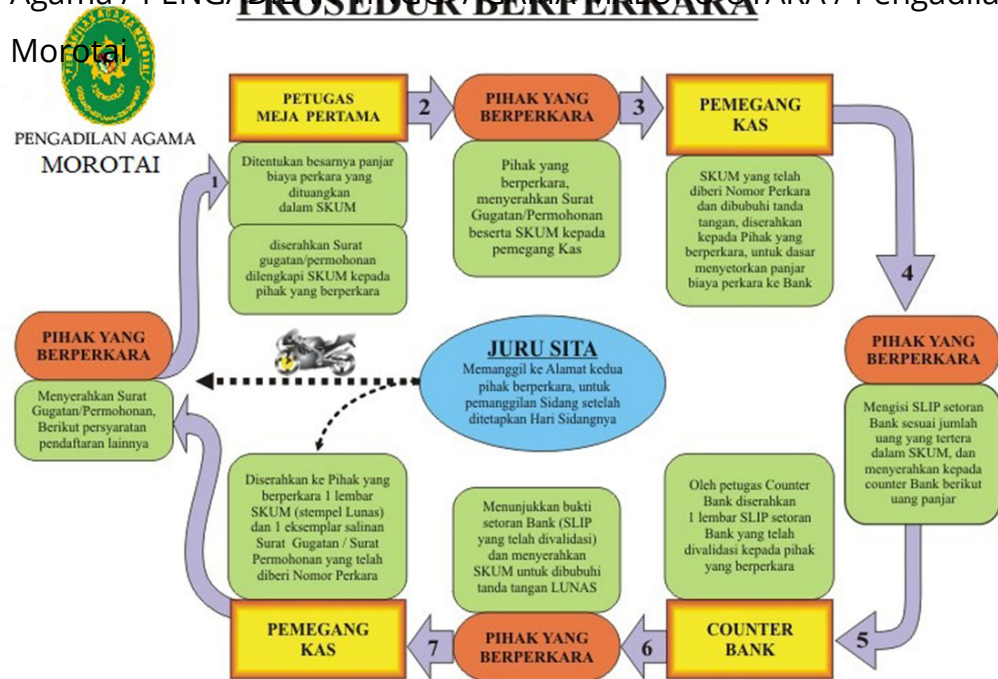 PROSEDUR BERPERKARA
Morotai
PENGADILAN AGAMA
MOROTAI
PETUGAS
MEJA PERTAMA
2
PIHAK YANG
BERPERKARA
3
PEMEGANG
KAS
1
Ditentukan besarnya panjar
biaya perkara yang
dituangkan
dalam SKUM
diserahkan Surat
gugatan/permohonan
dilengkapi SKUM kepada
pihak yang berperkara
Pihak yang
berperkara,
menyerahkan Surat
Gugatan/Permohonan
beserta SKUM kepada
pemegang Kas
SKUM yang telah
diberi Nomor Perkara
dan dibubuhi tanda
tangan, diserahkan
kepada Pihak yang
berperkara, untuk dasar
menyetorkan panjar
biaya perkara ke Bank
4
PIHAK YANG
BERPERKARA
Menyerahkan Surat
Gugatan/Permohonan,
Berikut persyaratan
pendaftaran lainnya
JURU SITA
Memanggil ke Alamat kedua
pihak berperkara, untuk
pemanggilan Sidang setelah
ditetapkan Hari Sidangnya
PIHAK YANG
BERPERKARA
Mengisi SLIP setoran
Bank sesuai jumlah
uang yang tertera
dalam SKUM, dan
menyerahkan kepada
counter Bank berikut
uang panjar
Diserahkan ke Pihak yang
berperkara 1 lembar
SKUM (stempel Lunas)
dan 1 eksemplar salinan
Surat Gugatan / Surat
Permohonan yang telah
diberi Nomor Perkara
Menunjukkan bukti
setoran Bank (SLIP
yang telah divalidasi)
dan menyerahkan
SKUM untuk dibubuhi
tanda tangan LUNAS
Oleh petugas Counter
Bank diserahkan
1 lembar SLIP setoran
Bank yang telah
divalidasi kepada pihak
yang berperkara
PEMEGANG
KAS
7
PIHAK YANG
BERPERKARA
6
COUNTER
BANK
5